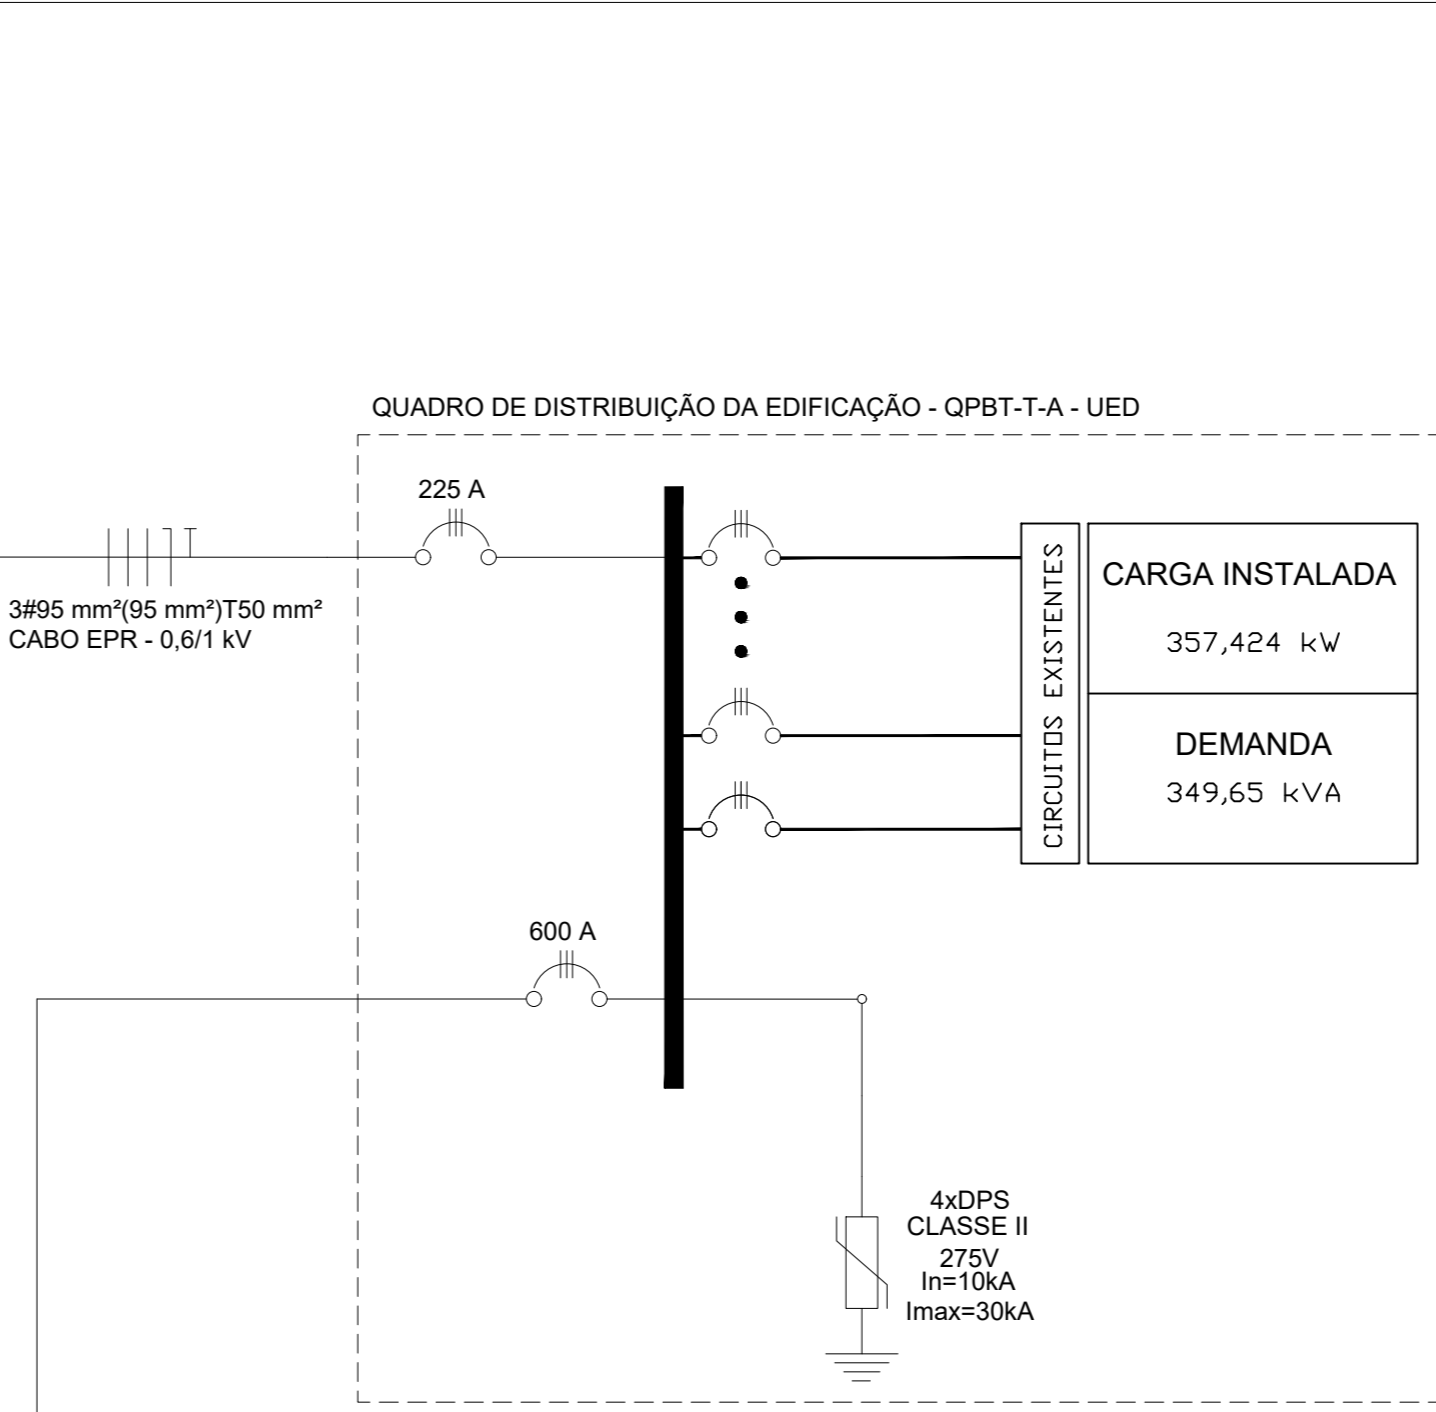 QUADRO DE DISTRIBUIÇÃO DA EDIFICAÇÃO - QPBT-T-A - UED
225 A
3#95 mm²(95 mm²)T50 mm²
CABO EPR - 0,6/1 kV
CIRCUITOS EXISTENTES
CARGA INSTALADA
357,424 kW
DEMANDA
349,65 kVA
600 A
4xDPS
CLASSE II
275V
In=10kA
Imax=30kA